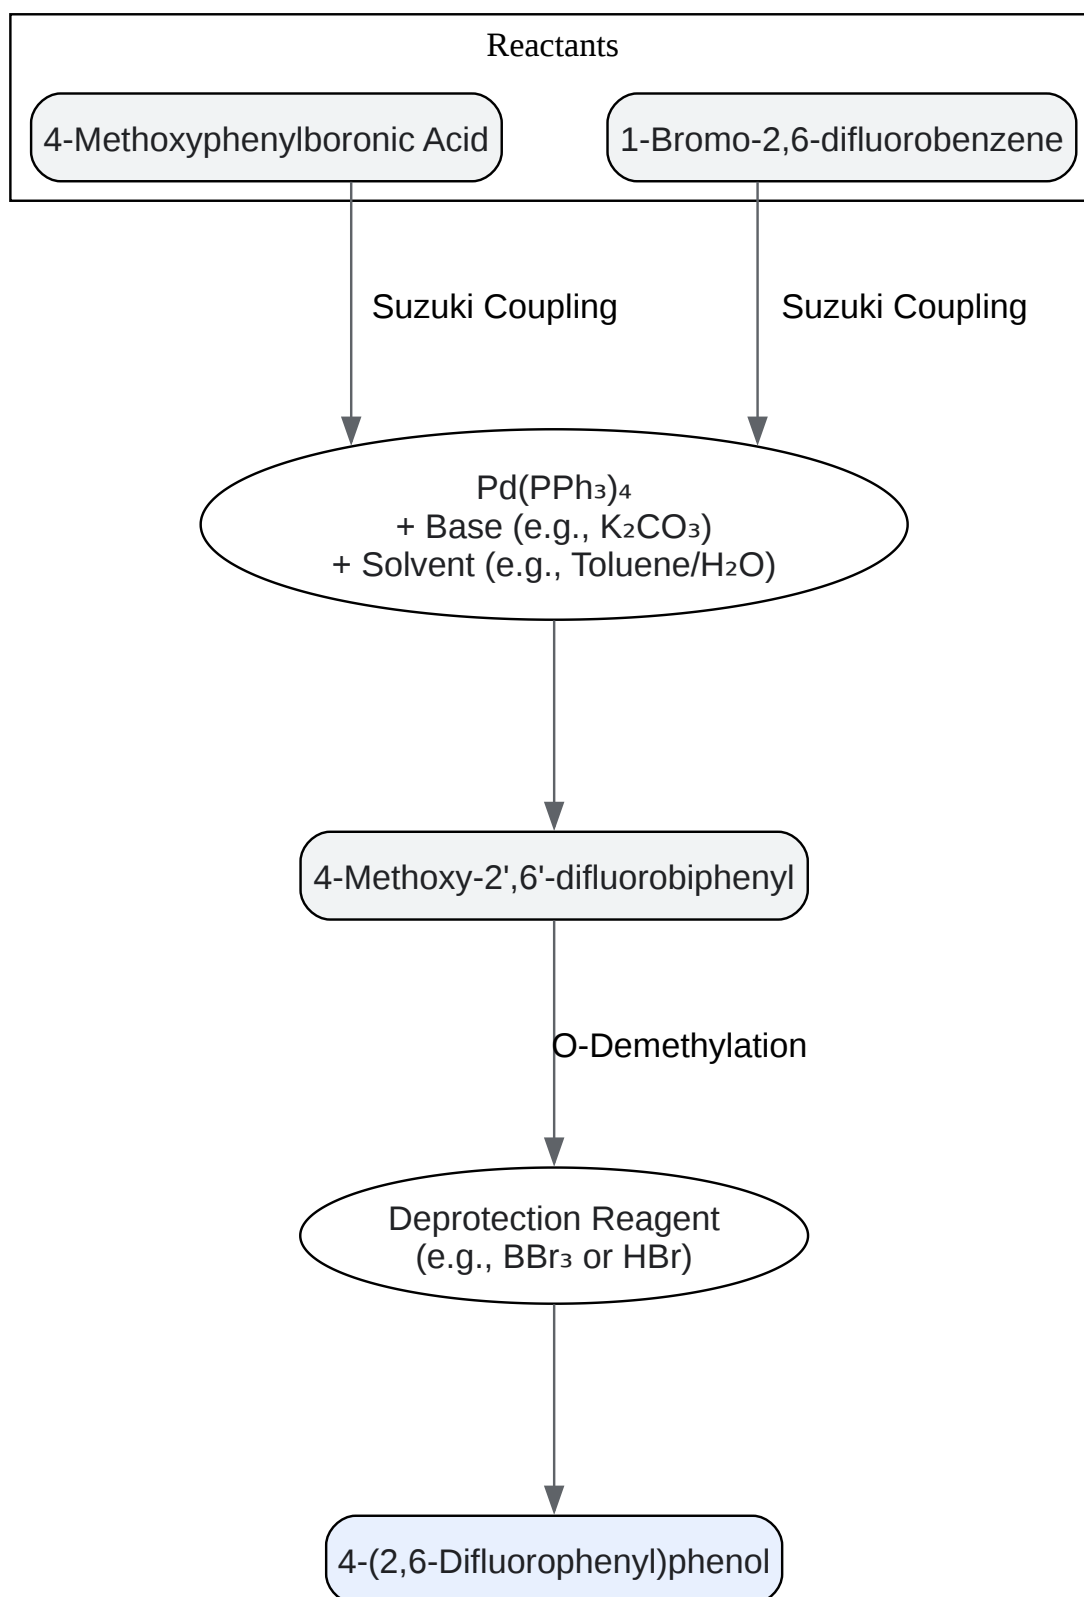 Reactants
4-Methoxyphenylboronic Acid
1-Bromo-2,6-difluorobenzene
Suzuki Coupling
Suzuki Coupling
Pd(PPh₃)₄
+ Base (e.g., K₂CO₃)
+ Solvent (e.g., Toluene/H₂O)
4-Methoxy-2',6'-difluorobiphenyl
O-Demethylation
Deprotection Reagent
(e.g., BBr₃ or HBr)
4-(2,6-Difluorophenyl)phenol